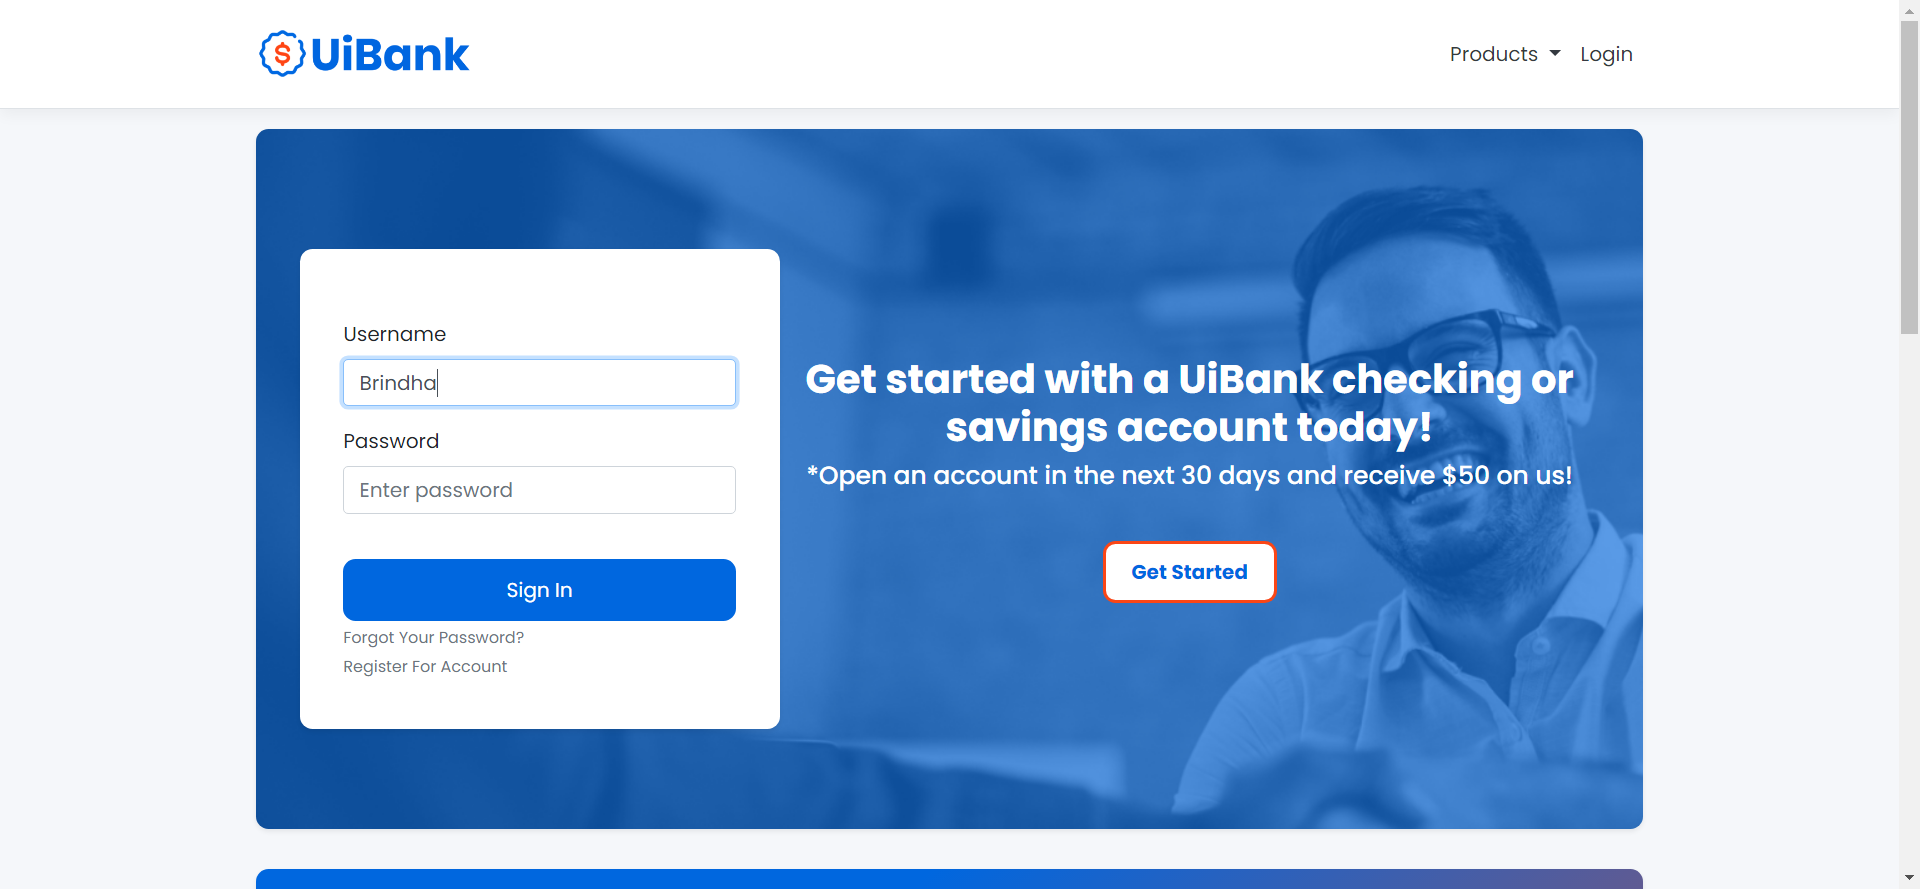 $ UiBank
Products Login
Username
Brindha
Password
Enter password
Sign In
Forgot Your Password?
Register For Account
Get started with a UiBank checking or
savings account today!
*Open an account in the next 30 days and receive $50 on us!
Get Started